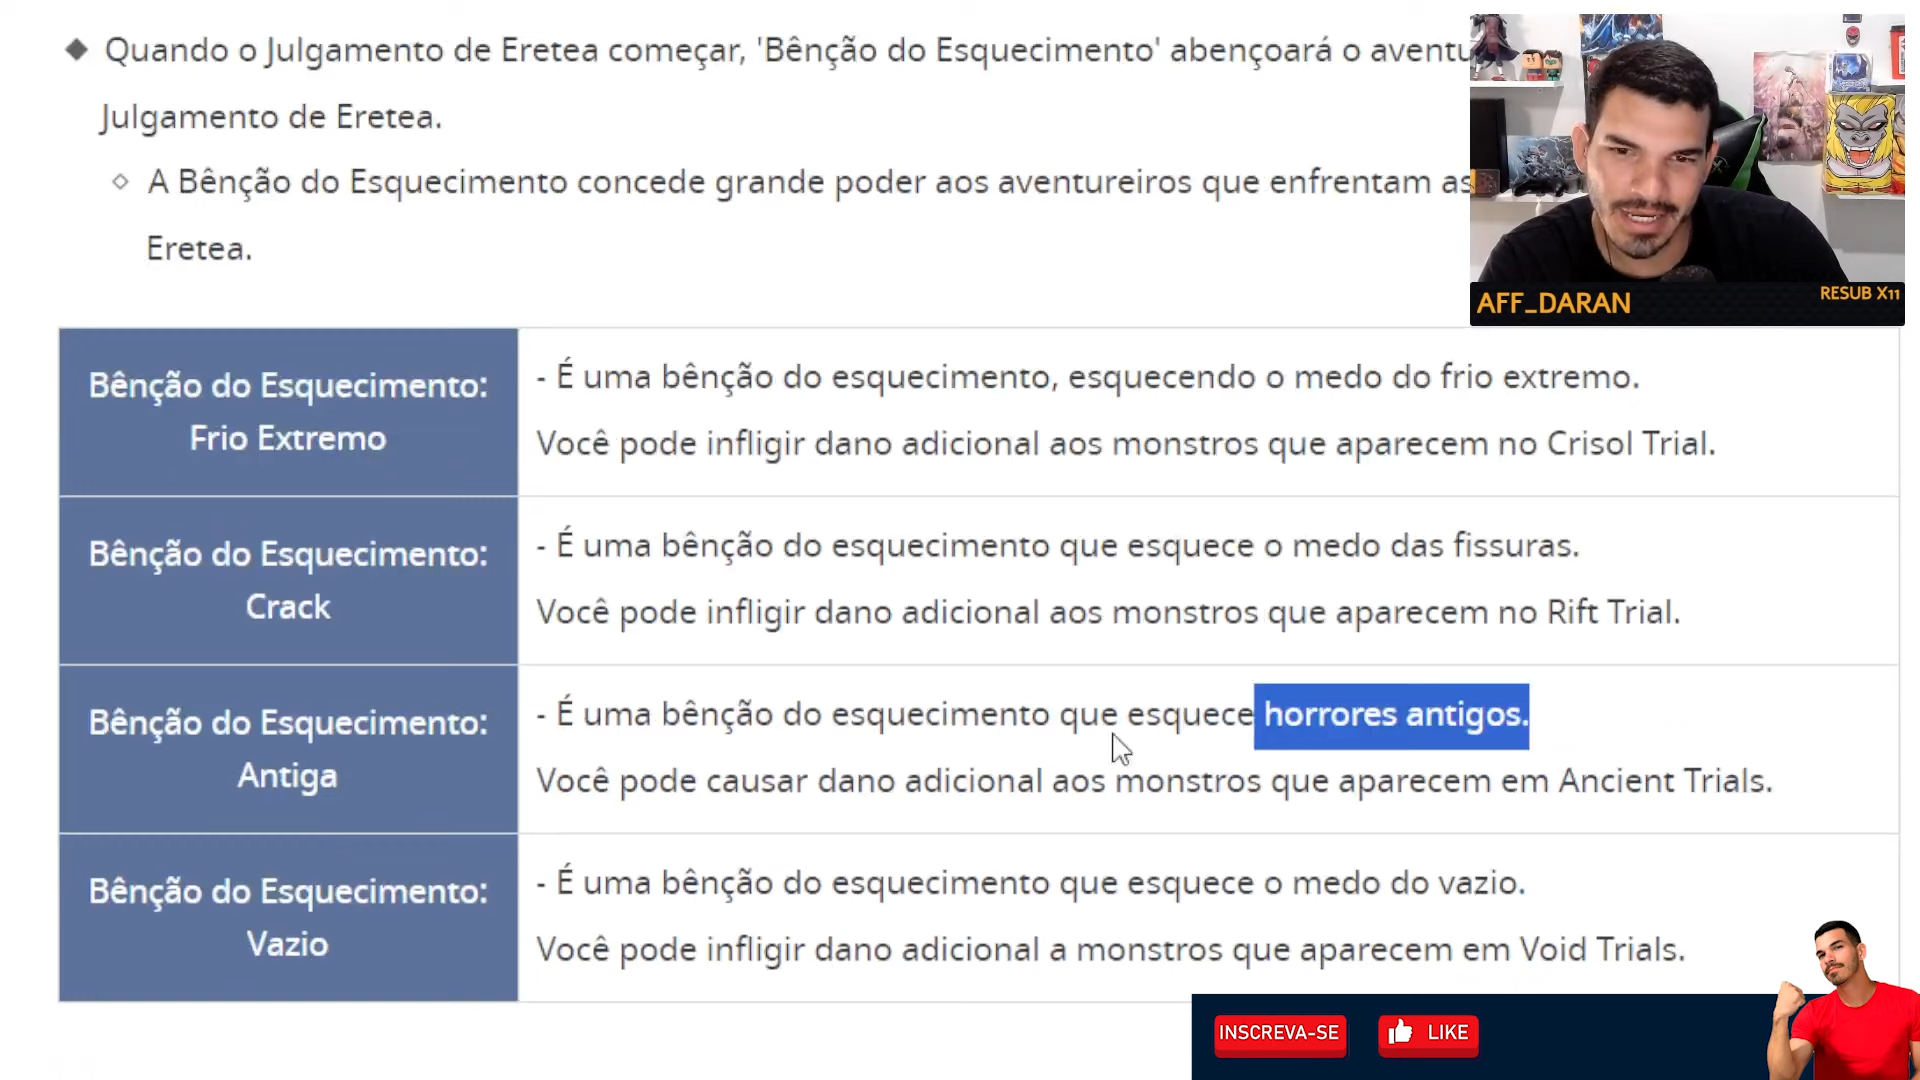 Quando o Julgamento de Eretea começar, 'Bênção do Esquecimento' abençoará o aventu
Julgamento de Eretea.
A Bênção do Esquecimento concede grande poder aos aventureiros que enfrentam as
Eretea.
AFF_DARAN
RESUB X11
Bênção do Esquecimento:
Frio Extremo
- É uma bênção do esquecimento, esquecendo o medo do frio extremo.
Você pode infligir dano adicional aos monstros que aparecem no Crisol Trial.
Bênção do Esquecimento:
Crack
- É uma bênção do esquecimento que esquece o medo das fissuras.
Você pode infligir dano adicional aos monstros que aparecem no Rift Trial.
Bênção do Esquecimento:
Antiga
- É uma bênção do esquecimento que esquece horrores antigos.
Você pode causar dano adicional aos monstros que aparecem em Ancient Trials.
Bênção do Esquecimento:
Vazio
- É uma bênção do esquecimento que esquece o medo do vazio.
Você pode infligir dano adicional a monstros que aparecem em Void Trials.
INSCREVA-SE
LIKE